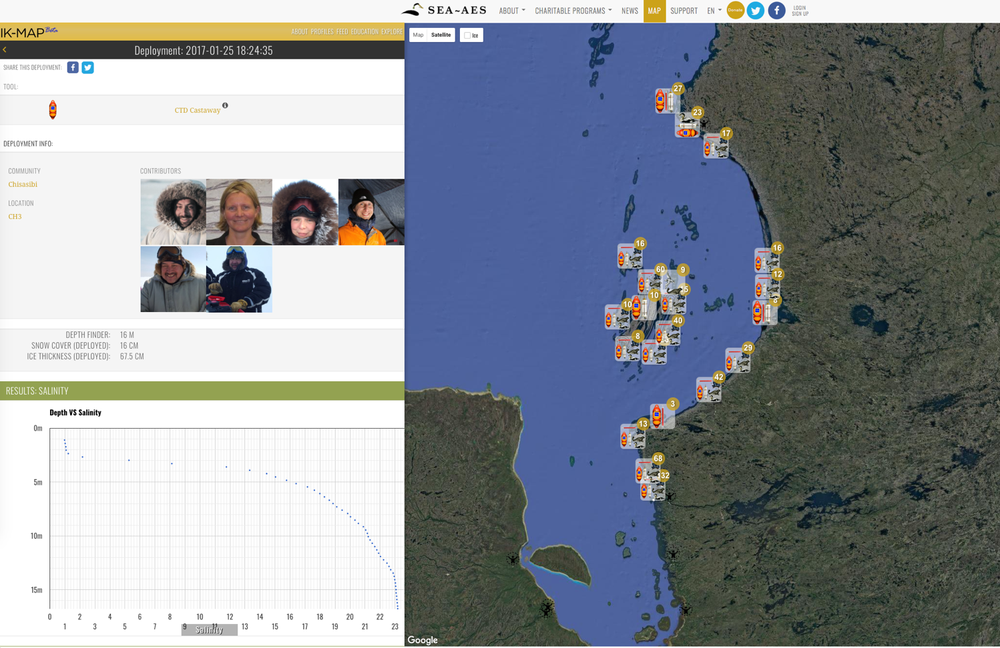 SEA~AES
ABOUT CHARITABLE PROGRAMS NEWS MAP SUPPORT EN Donate LOGIN
SIGN UP
IK-MAP Beta
ABOUT PROFILES FEED EDUCATION EXPLORE
Deployment: 2017-01-25 18:24:35
SHARE THIS DEPLOYMENT:
TOOL:
CTD Castaway
DEPLOYMENT INFO:
COMMUNITY
Chisasibi
LOCATION
CH3
CONTRIBUTORS
DEPTH FINDER: 16 M
SNOW COVER (DEPLOYED): 16 CM
ICE THICKNESS (DEPLOYED): 67.5 CM
RESULTS: SALINITY
Depth VS Salinity
0m
5m
10m
15m
0 2 4 6 8 10 12 14 16 18 20 22
1 3 5 7 9 11 13 15 17 19 21 23
Salinity
Map Satellite Ice
27
23
17
16
16
60
9
12
15
10
8
10
40
8
29
42
3
13
68
132
Google